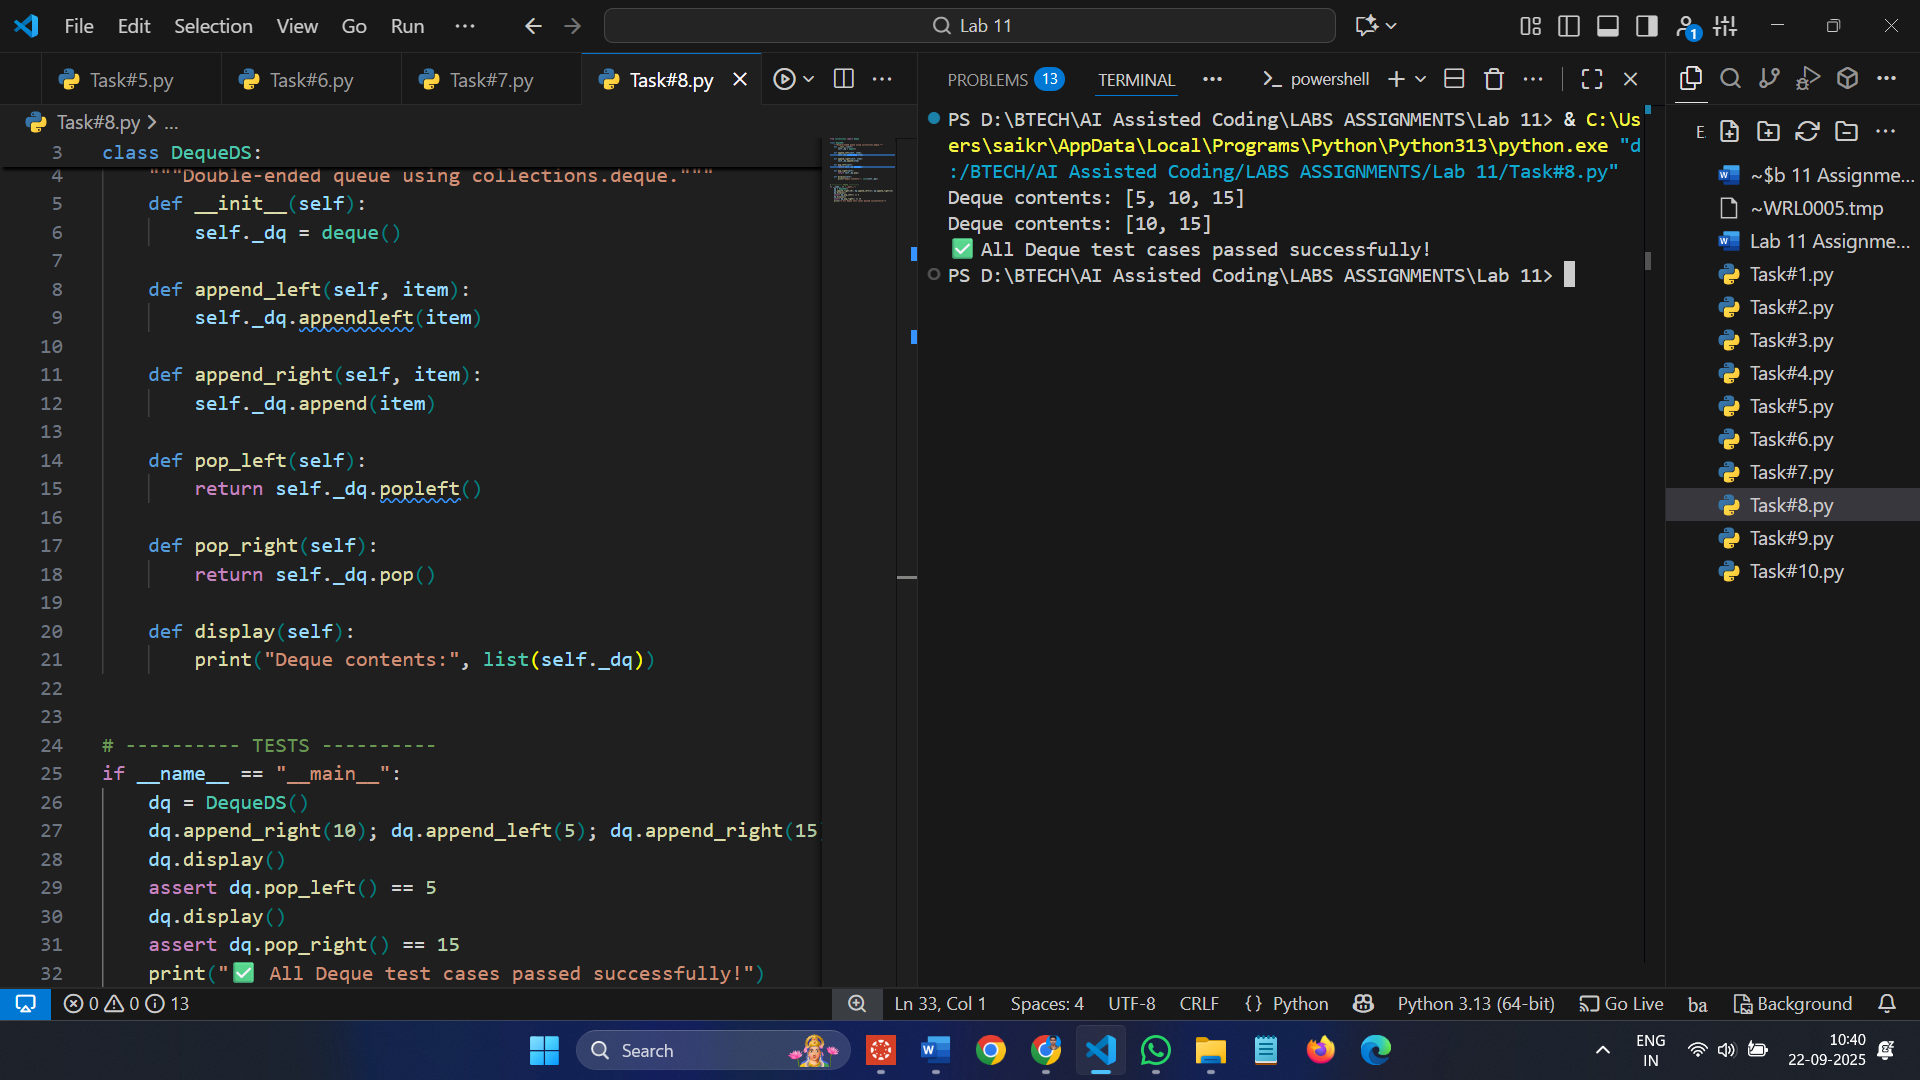 File Edit Selection View Go Run ··· Lab 11
Task#5.py Task#6.py Task#7.py Task#8.py
Task#8.py > ...
3 class DequeDS:
4 """Double-ended queue using collections.deque."""
5 def __init__(self):
6 self._dq = deque()
7
8 def append_left(self, item):
9 self._dq.appendleft(item)
10
11 def append_right(self, item):
12 self._dq.append(item)
13
14 def pop_left(self):
15 return self._dq.popleft()
16
17 def pop_right(self):
18 return self._dq.pop()
19
20 def display(self):
21 print("Deque contents:", list(self._dq))
22
23
24 # ---------- TESTS ----------
25 if __name__ == "__main__":
26 dq = DequeDS()
27 dq.append_right(10); dq.append_left(5); dq.append_right(15
28 dq.display()
29 assert dq.pop_left() == 5
30 dq.display()
31 assert dq.pop_right() == 15
32 print("✅ All Deque test cases passed successfully!")
PROBLEMS 13 TERMINAL ··· powershell
PS D:\BTECH\AI Assisted Coding\LABS ASSIGNMENTS\Lab 11> & C:\Us
ers\saikr\AppData\Local\Programs\Python\Python313\python.exe "d
:/BTECH/AI Assisted Coding/LABS ASSIGNMENTS/Lab 11/Task#8.py"
Deque contents: [5, 10, 15]
Deque contents: [10, 15]
✅ All Deque test cases passed successfully!
PS D:\BTECH\AI Assisted Coding\LABS ASSIGNMENTS\Lab 11>
1
E
~$b 11 Assignme...
~WRL0005.tmp
Lab 11 Assignme...
Task#1.py
Task#2.py
Task#3.py
Task#4.py
Task#5.py
Task#6.py
Task#7.py
Task#8.py
Task#9.py
Task#10.py
0 0 13 Ln 33, Col 1 Spaces: 4 UTF-8 CRLF {} Python Python 3.13 (64-bit) Go Live ba Background
Search
ENG
IN
10:40
22-09-2025